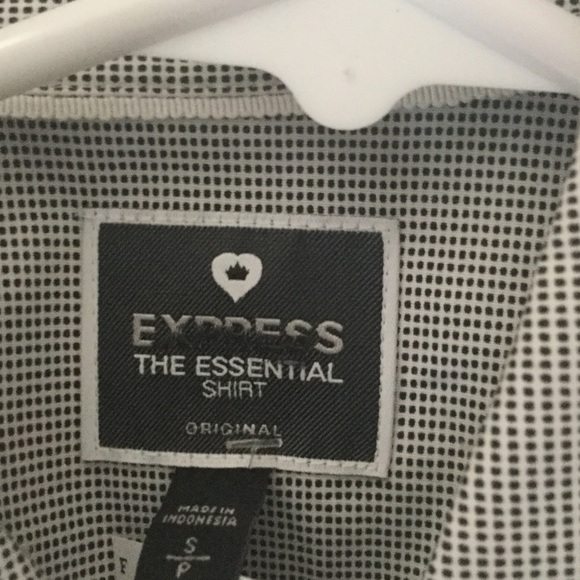 EXPRESS
THE ESSENTIAL
SHIRT
ORIGINAL
MADE IN
INDONESIA
S
P
F